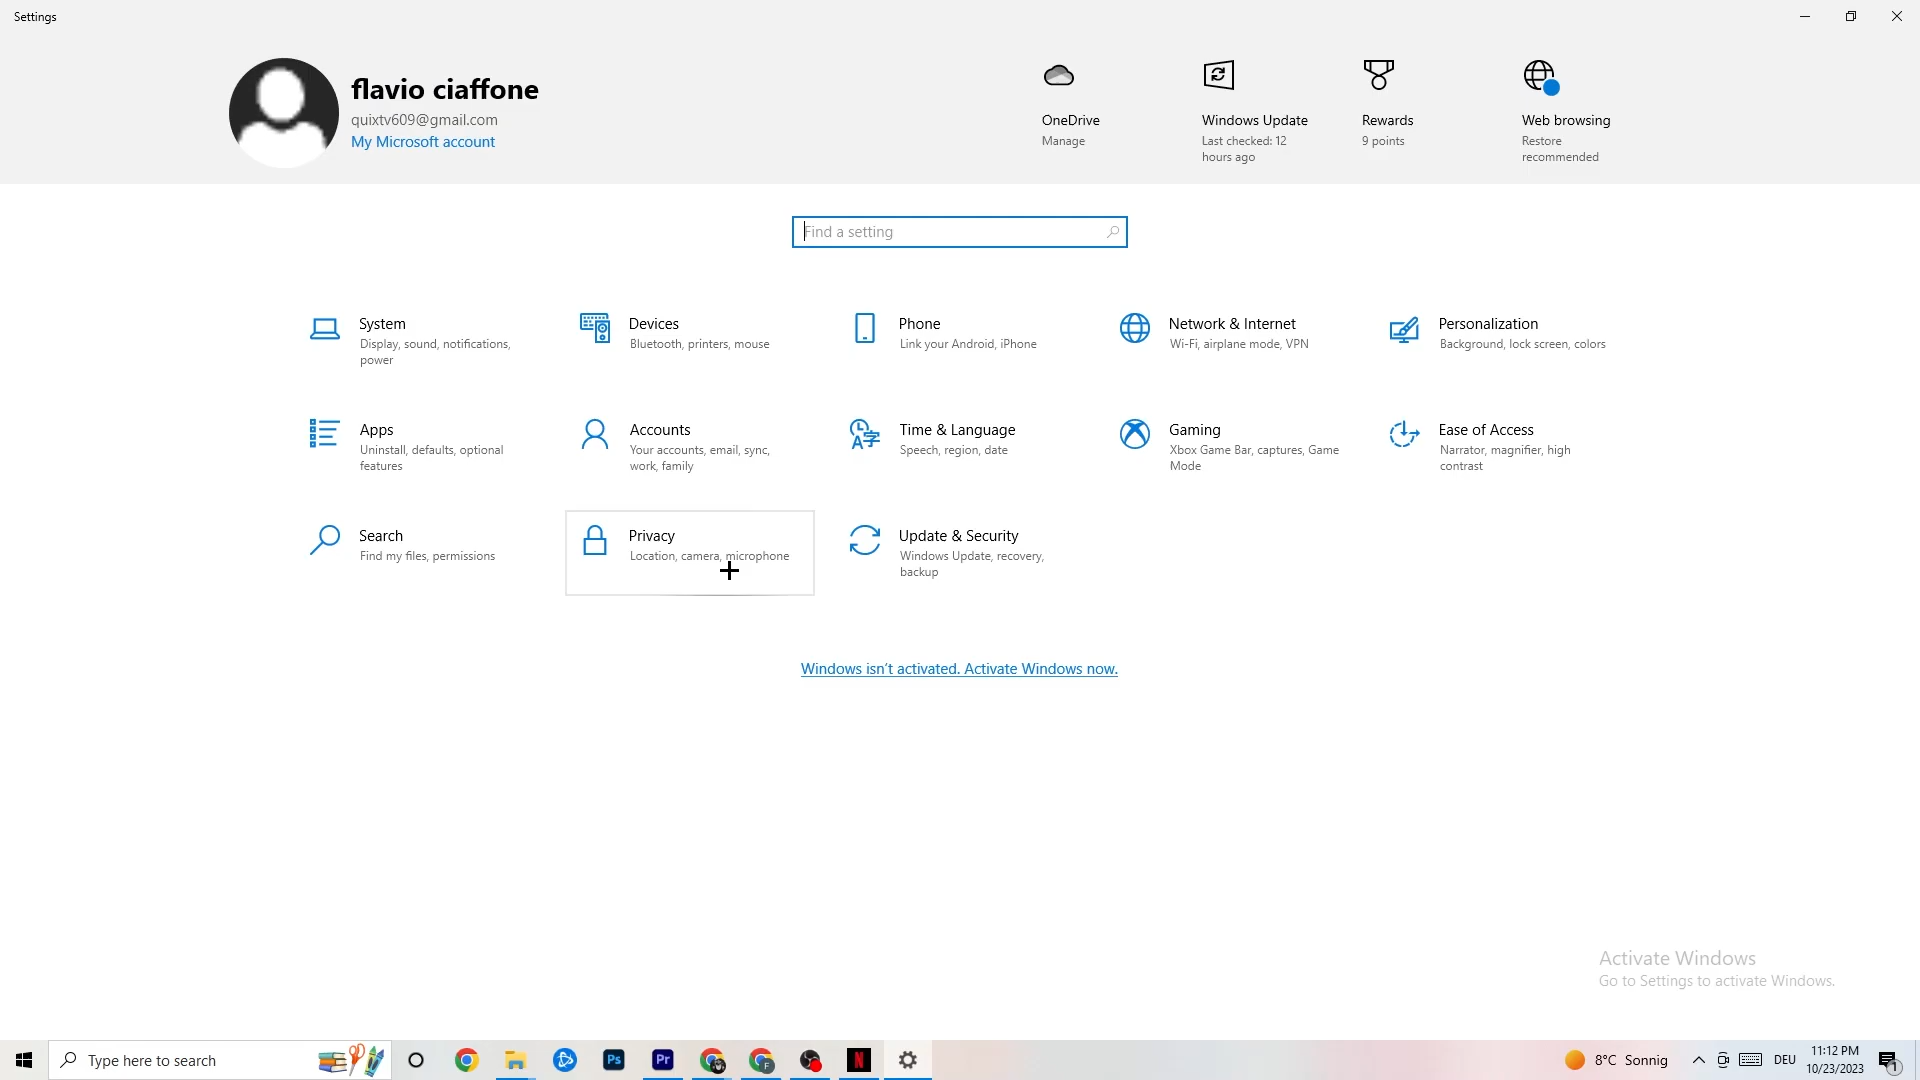 Settings
flavio ciaffone
quixtv609@gmail.com
My Microsoft account
OneDrive
Manage
Windows Update
Last checked: 12
hours ago
Rewards
9 points
Web browsing
Restore
recommended
Find a setting
System
Display, sound, notifications,
power
Devices
Bluetooth, printers, mouse
Phone
Link your Android, iPhone
Network & Internet
Wi-Fi, airplane mode, VPN
Personalization
Background, lock screen, colors
Apps
Uninstall, defaults, optional
features
Accounts
Your accounts, email, sync,
work, family
Time & Language
Speech, region, date
Gaming
Xbox Game Bar, captures, Game
Mode
Ease of Access
Narrator, magnifier, high
contrast
Search
Find my files, permissions
Privacy
Location, camera, microphone
Update & Security
Windows Update, recovery,
backup
Windows isn't activated. Activate Windows now.
Activate Windows
Go to Settings to activate Windows.
Type here to search
Ps
Pr
F
N
8°C Sonnig
DEU
11:12 PM
10/23/2023
1